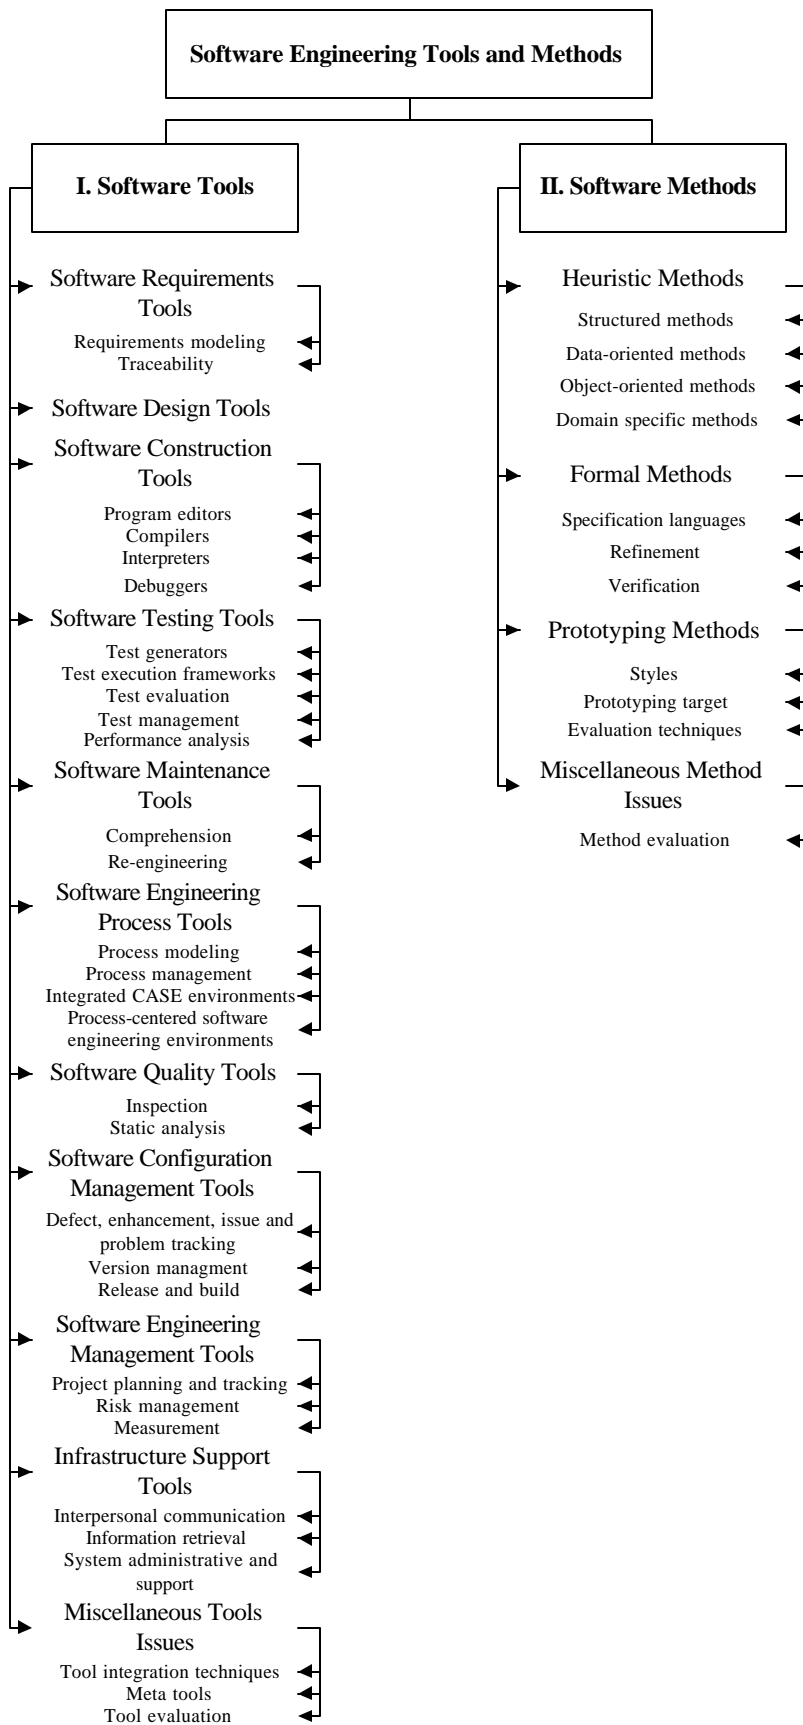 Software Engineering Tools and Methods
I. Software Tools
Software Requirements
Tools
Requirements modeling
Traceability
Software Design Tools
Software Construction
Tools
Program editors
Compilers
Interpreters
Debuggers
Software Testing Tools
Test generators
Test execution frameworks
Test evaluation
Test management
Performance analysis
Software Maintenance
Tools
Comprehension
Re-engineering
Software Engineering
Process Tools
Process modeling
Process management
Integrated CASE environments
Process-centered software
engineering environments
Software Quality Tools
Inspection
Static analysis
Software Configuration
Management Tools
Defect, enhancement, issue and
problem tracking
Version managment
Release and build
Software Engineering
Management Tools
Project planning and tracking
Risk management
Measurement
Infrastructure Support
Tools
Interpersonal communication
Information retrieval
System administrative and
support
Miscellaneous Tools
Issues
Tool integration techniques
Meta tools
Tool evaluation
II. Software Methods
Heuristic Methods
Structured methods
Data-oriented methods
Object-oriented methods
Domain specific methods
Formal Methods
Specification languages
Refinement
Verification
Prototyping Methods
Styles
Prototyping target
Evaluation techniques
Miscellaneous Method
Issues
Method evaluation